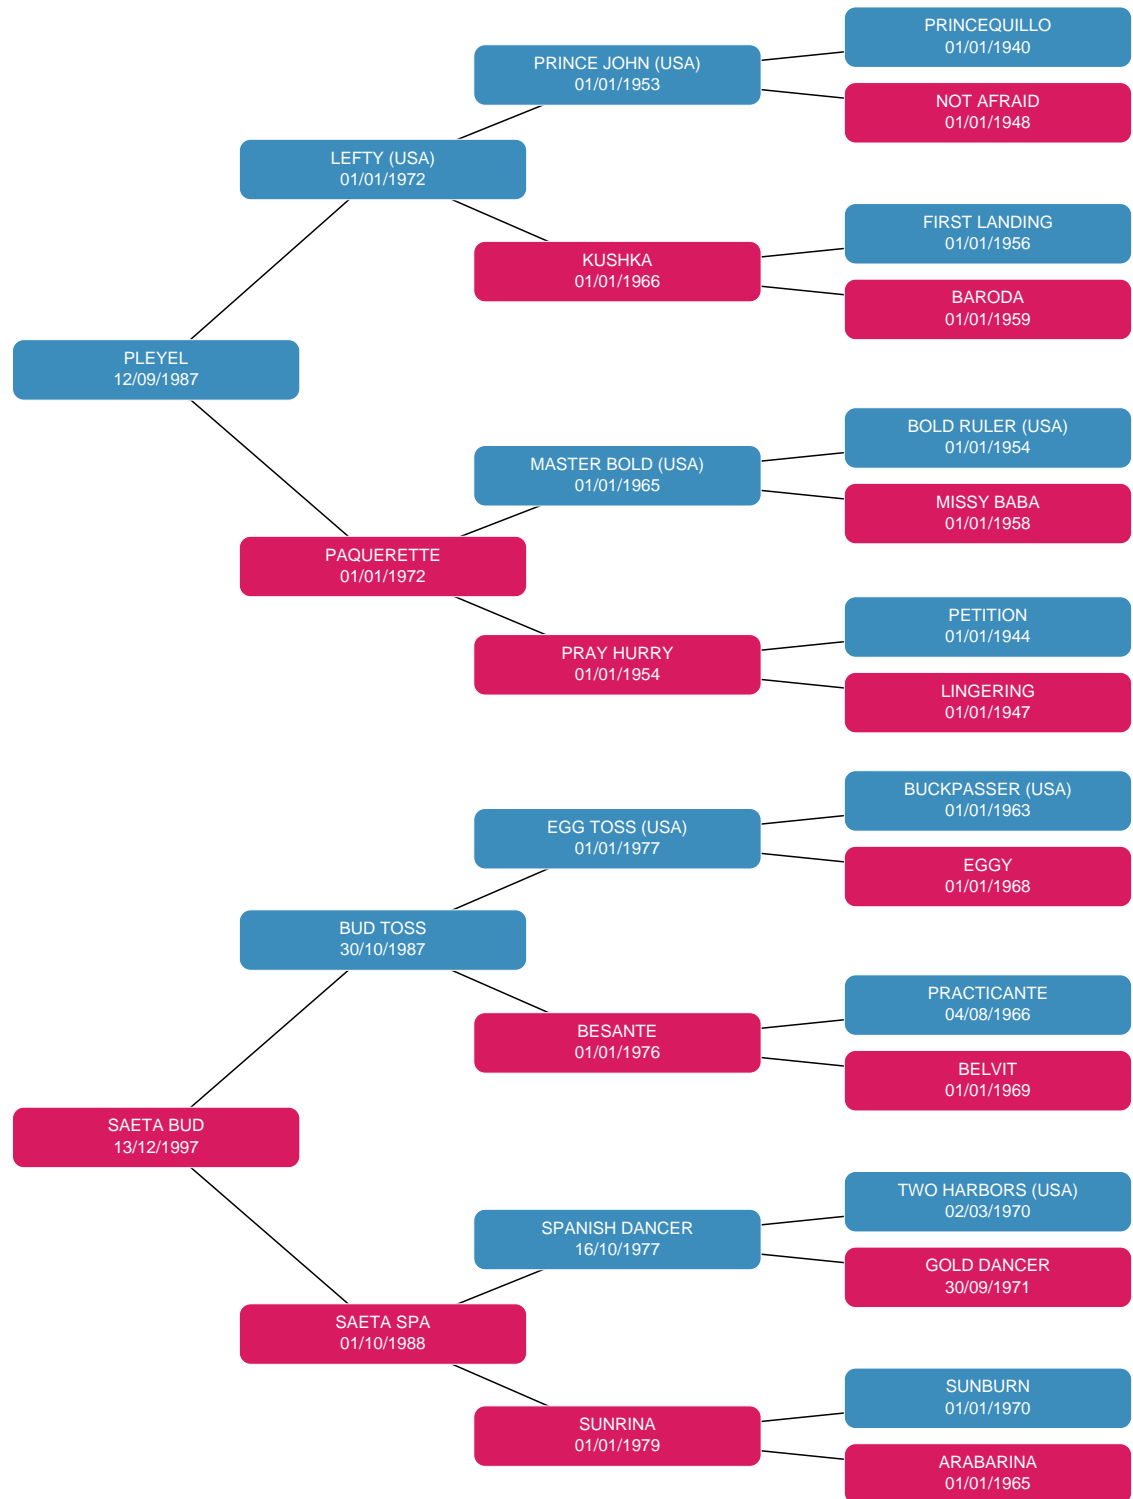 PRINCEQUILLO
01/01/1940
PRINCE JOHN (USA)
01/01/1953
NOT AFRAID
01/01/1948
LEFTY (USA)
01/01/1972
FIRST LANDING
01/01/1956
KUSHKA
01/01/1966
BARODA
01/01/1959
PLEYEL
12/09/1987
BOLD RULER (USA)
01/01/1954
MASTER BOLD (USA)
01/01/1965
MISSY BABA
01/01/1958
PAQUERETTE
01/01/1972
PETITION
01/01/1944
PRAY HURRY
01/01/1954
LINGERING
01/01/1947
BUCKPASSER (USA)
01/01/1963
EGG TOSS (USA)
01/01/1977
EGGY
01/01/1968
BUD TOSS
30/10/1987
PRACTICANTE
04/08/1966
BESANTE
01/01/1976
BELVIT
01/01/1969
SAETA BUD
13/12/1997
TWO HARBORS (USA)
02/03/1970
SPANISH DANCER
16/10/1977
GOLD DANCER
30/09/1971
SAETA SPA
01/10/1988
SUNBURN
01/01/1970
SUNRINA
01/01/1979
ARABARINA
01/01/1965